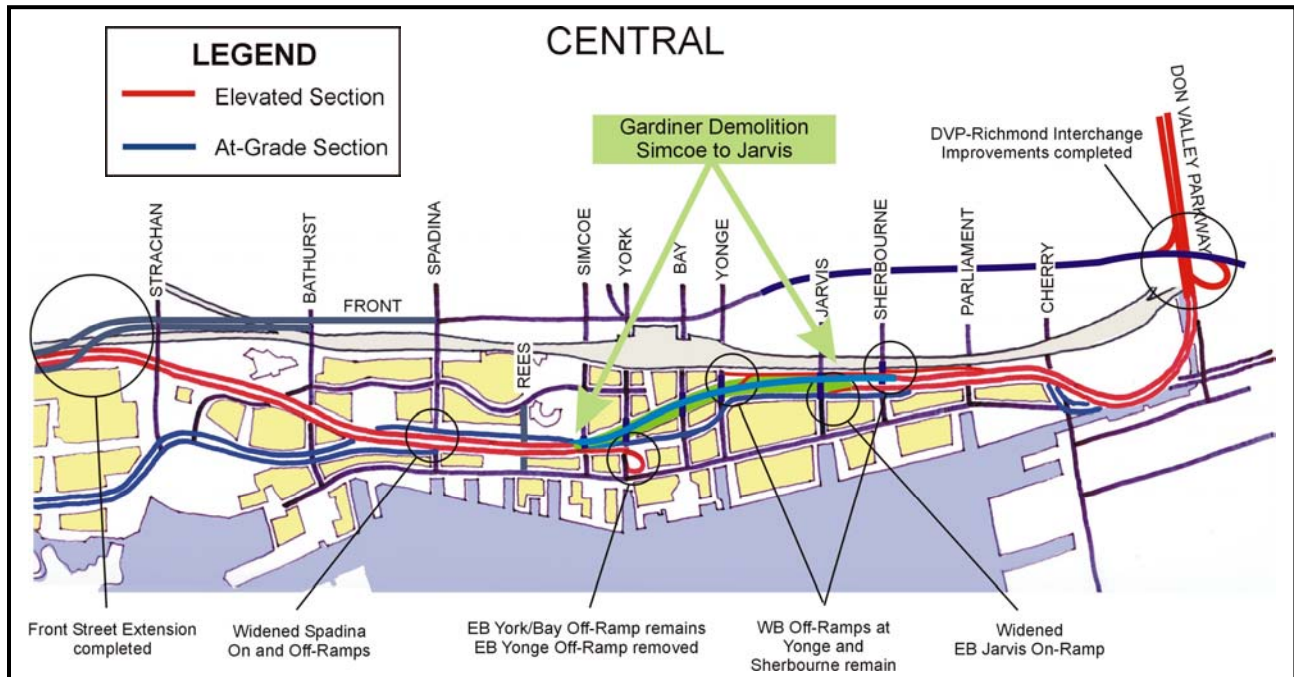 CENTRAL
LEGEND
Elevated Section
At-Grade Section
Gardiner Demolition
Simcoe to Jarvis
DVP-Richmond Interchange
Improvements completed
DON VALLEY PARKWAY
STRACHAN
BATHURST
SPADINA
SIMCOE
YORK
BAY
YONGE
JARVIS
SHERBOURNE
PARLIAMENT
CHERRY
FRONT
REES
Front Street Extension
completed
Widened Spadina
On and Off-Ramps
EB York/Bay Off-Ramp remains
EB Yonge Off-Ramp removed
WB Off-Ramps at
Yonge and
Sherbourne remain
Widened
EB Jarvis On-Ramp